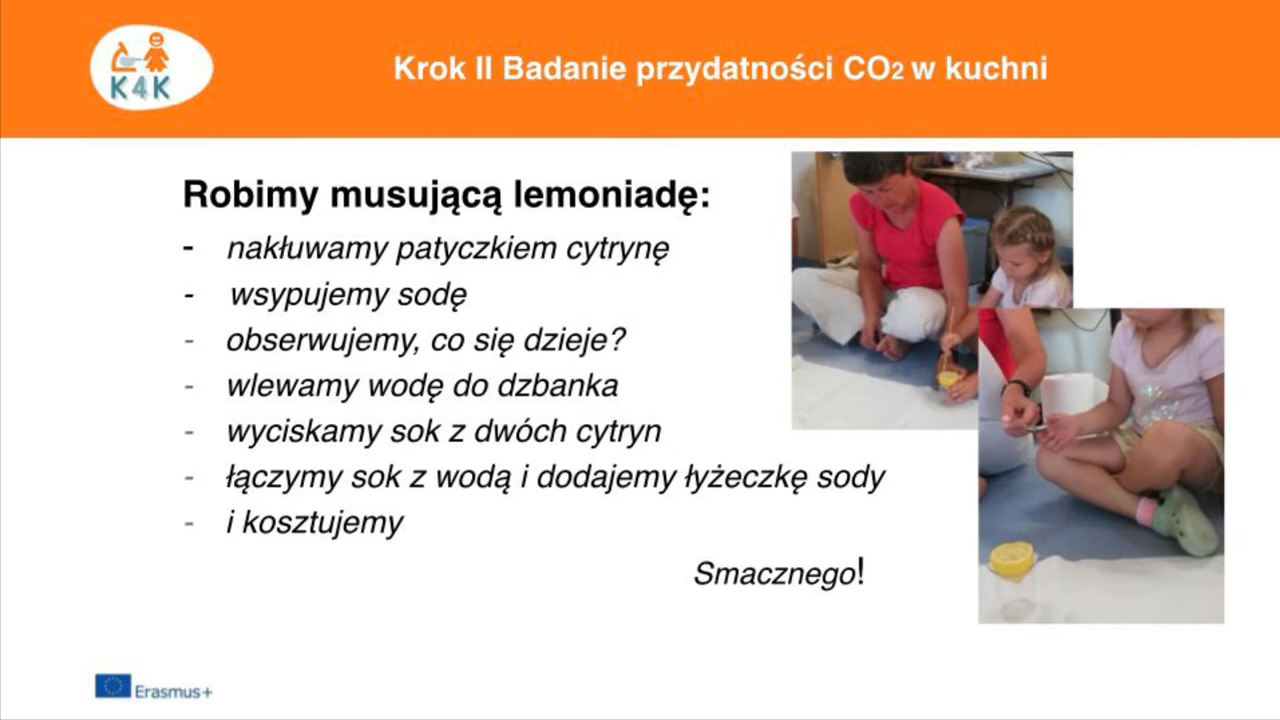 K4K
Krok II Badanie przydatności CO2 w kuchni
Robimy musującą lemoniadę:
- nakłuwamy patyczkiem cytrynę
- wsypujemy sodę
- obserwujemy, co się dzieje?
- wlewamy wodę do dzbanka
- wyciskamy sok z dwóch cytryn
- łączymy sok z wodą i dodajemy łyżeczkę sody
- i kosztujemy
Smacznego!
Erasmus+